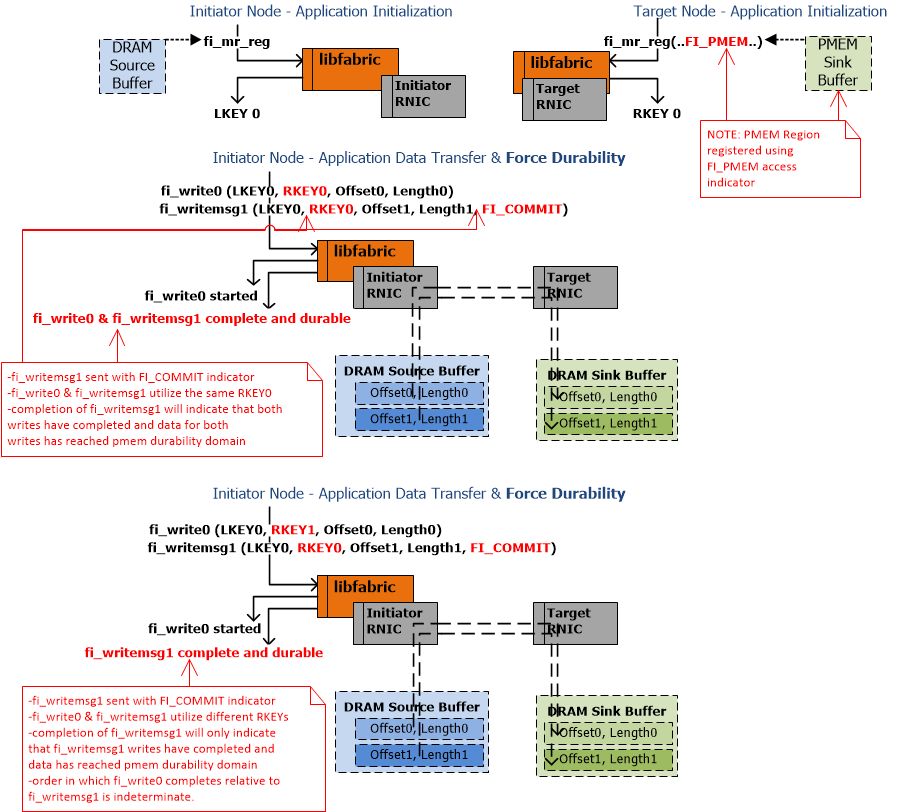 Initiator Node - Application Initialization
Target Node - Application Initialization
DRAM
Source
Buffer
fi_mr_reg
libfabric
Initiator
RNIC
LKEY 0
fi_mr_reg(..FI_PMEM..)
PMEM
Sink
Buffer
libfabric
Target
RNIC
RKEY 0
NOTE: PMEM Region
registered using
FI_PMEM access
indicator
Initiator Node - Application Data Transfer & Force Durability
fi_write0 (LKEY0, RKEY0, Offset0, Length0)
fi_writemsg1 (LKEY0, RKEY0, Offset1, Length1, FI_COMMIT)
libfabric
Initiator
RNIC
Target
RNIC
fi_write0 started
fi_write0 & fi_writemsg1 complete and durable
-fi_writemsg1 sent with FI_COMMIT indicator
-fi_write0 & fi_writemsg1 utilize the same RKEY0
-completion of fi_writemsg1 will indicate that both
writes have completed and data for both
writes has reached pmem durability domain
DRAM Source Buffer
Offset0, Length0
Offset1, Length1
DRAM Sink Buffer
Offset0, Length0
Offset1, Length1
Initiator Node - Application Data Transfer & Force Durability
fi_write0 (LKEY0, RKEY1, Offset0, Length0)
fi_writemsg1 (LKEY0, RKEY0, Offset1, Length1, FI_COMMIT)
libfabric
Initiator
RNIC
Target
RNIC
fi_write0 started
fi_writemsg1 complete and durable
-fi_writemsg1 sent with FI_COMMIT indicator
-fi_write0 & fi_writemsg1 utilize different RKEYs
-completion of fi_writemsg1 will only indicate
that fi_writemsg1 writes have completed and
data has reached pmem durability domain
-order in which fi_write0 completes relative to
fi_writemsg1 is indeterminate.
DRAM Source Buffer
Offset0, Length0
Offset1, Length1
DRAM Sink Buffer
Offset0, Length0
Offset1, Length1